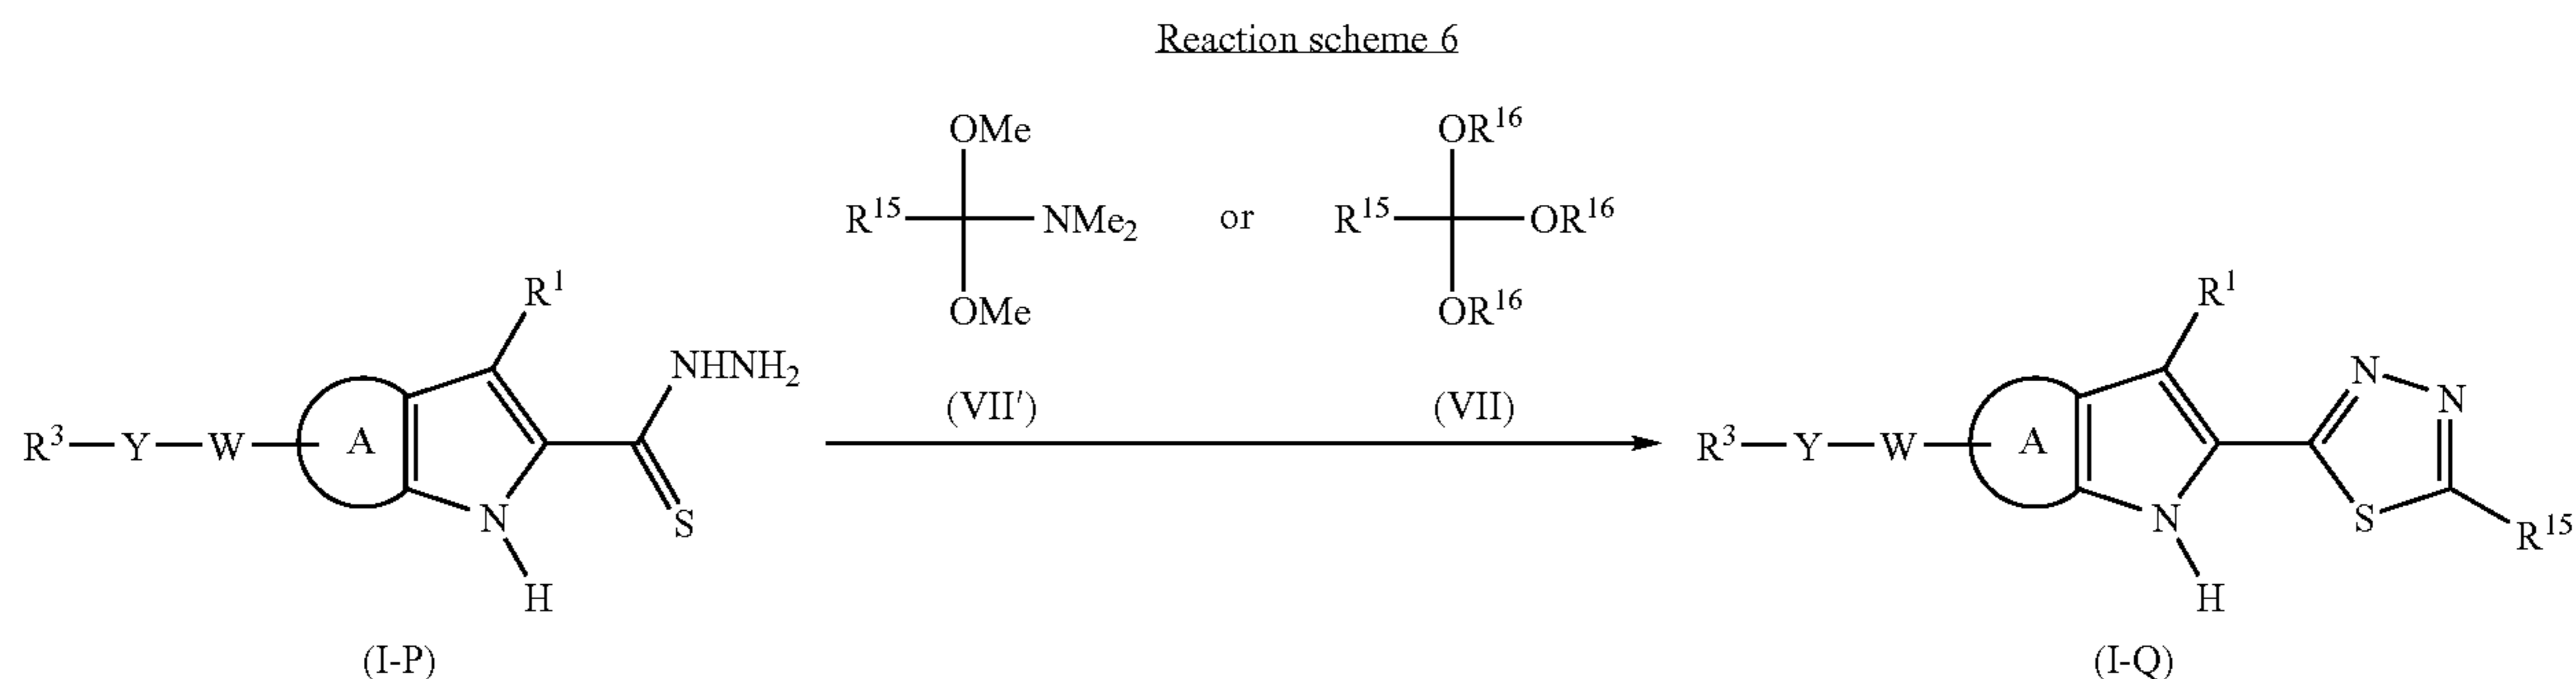 Reaction scheme 6
OMe OR¹⁶
R¹⁵ NMe₂ or R¹⁵ OR¹⁶
OMe OR¹⁶
(VII′) (VII)
R¹ R¹
NHNH₂ N N
R³—Y—W— A R³—Y—W— A
N S N S R¹⁵
H H
(I-P) (I-Q)